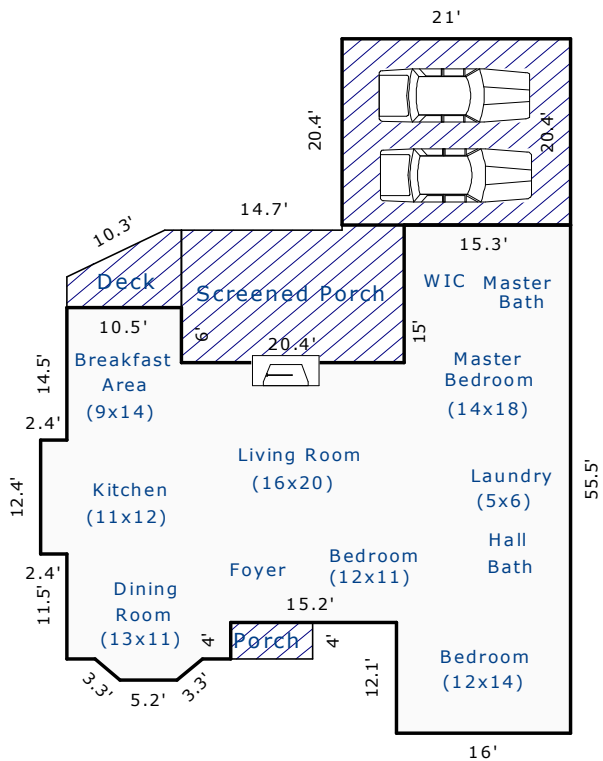 21'
20.4'
20.4'
14.7'
10.3'
15.3'
Deck
Screened Porch
WIC
Master
Bath
10.5'
6'
20.4'
15'
14.5'
Breakfast
Area
(9x14)
Master
Bedroom
(14x18)
2.4'
Living Room
(16x20)
12.4'
Kitchen
(11x12)
Laundry
(5x6)
55.5'
Hall
Bath
2.4'
11.5'
Dining
Room
(13x11)
Foyer
Bedroom
(12x11)
15.2'
4'
Porch
4'
12.1'
Bedroom
(12x14)
3.3'
5.2'
3.3'
16'